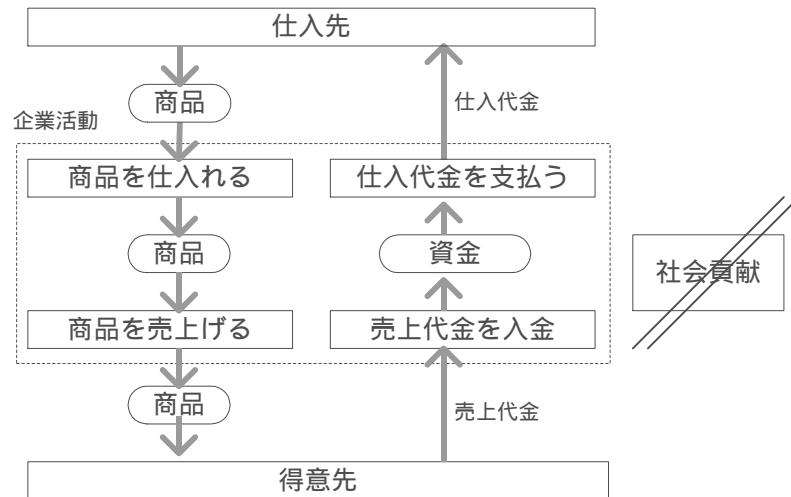 仕入先
商品
仕入代金
企業活動
商品を仕入れる
仕入代金を支払う
商品
資金
社会貢献
商品を売上げる
売上代金を入金
商品
売上代金
得意先